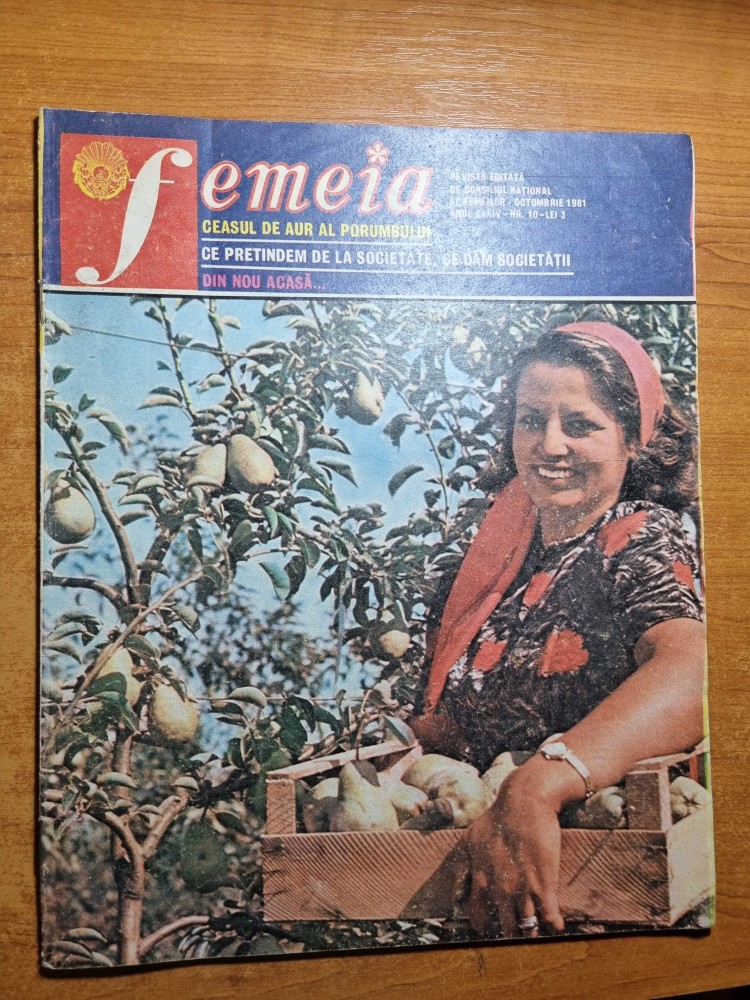 femeia
REVISTĂ EDITATĂ
DE CONSILIUL NAȚIONAL
AL FEMEILOR / OCTOMBRIE 1981
ANUL XXXIV – NR. 10 – LEI 3
CEASUL DE AUR AL PORUMBULUI
CE PRETINDEM DE LA SOCIETATE, CE DĂM SOCIETĂȚII
DIN NOU ACASĂ...